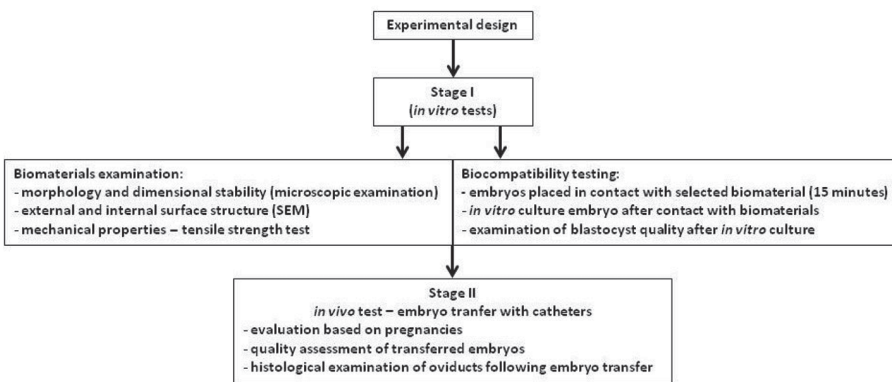 Experimental design
Stage I
(in vitro tests)
Biomaterials examination:
- morphology and dimensional stability (microscopic examination)
- external and internal surface structure (SEM)
- mechanical properties – tensile strength test
Biocompatibility testing:
- embryos placed in contact with selected biomaterial (15 minutes)
- in vitro culture embryo after contact with biomaterials
- examination of blastocyst quality after in vitro culture
Stage II
in vivo test – embryo tranfer with catheters
- evaluation based on pregnancies
- quality assessment of transferred embryos
- histological examination of oviducts following embryo transfer